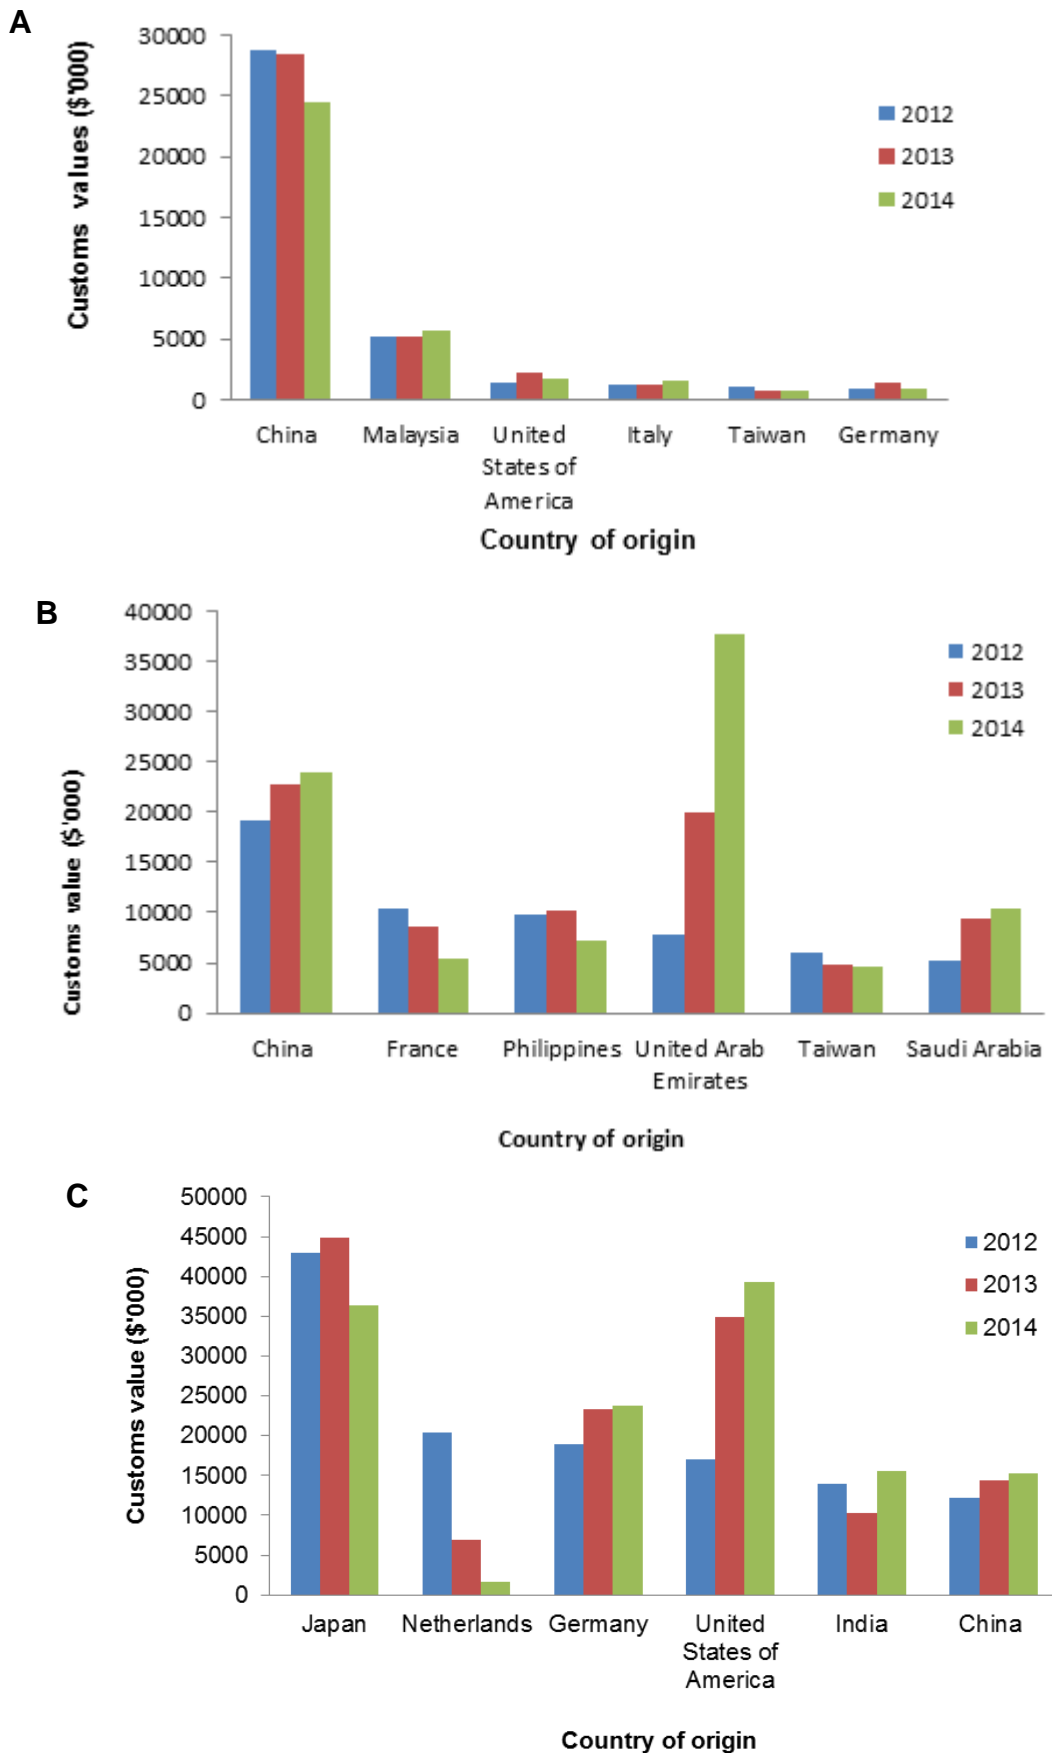 A
Customs values ($'000)
30000
25000
20000
15000
10000
5000
0
2012
2013
2014
China
Malaysia
United
States of
America
Italy
Taiwan
Germany
Country of origin
B
Customs value ($'000)
40000
35000
30000
25000
20000
15000
10000
5000
0
2012
2013
2014
China
France
Philippines
United Arab
Emirates
Taiwan
Saudi Arabia
Country of origin
C
Customs value ($'000)
50000
45000
40000
35000
30000
25000
20000
15000
10000
5000
0
2012
2013
2014
Japan
Netherlands
Germany
United
States of
America
India
China
Country of origin